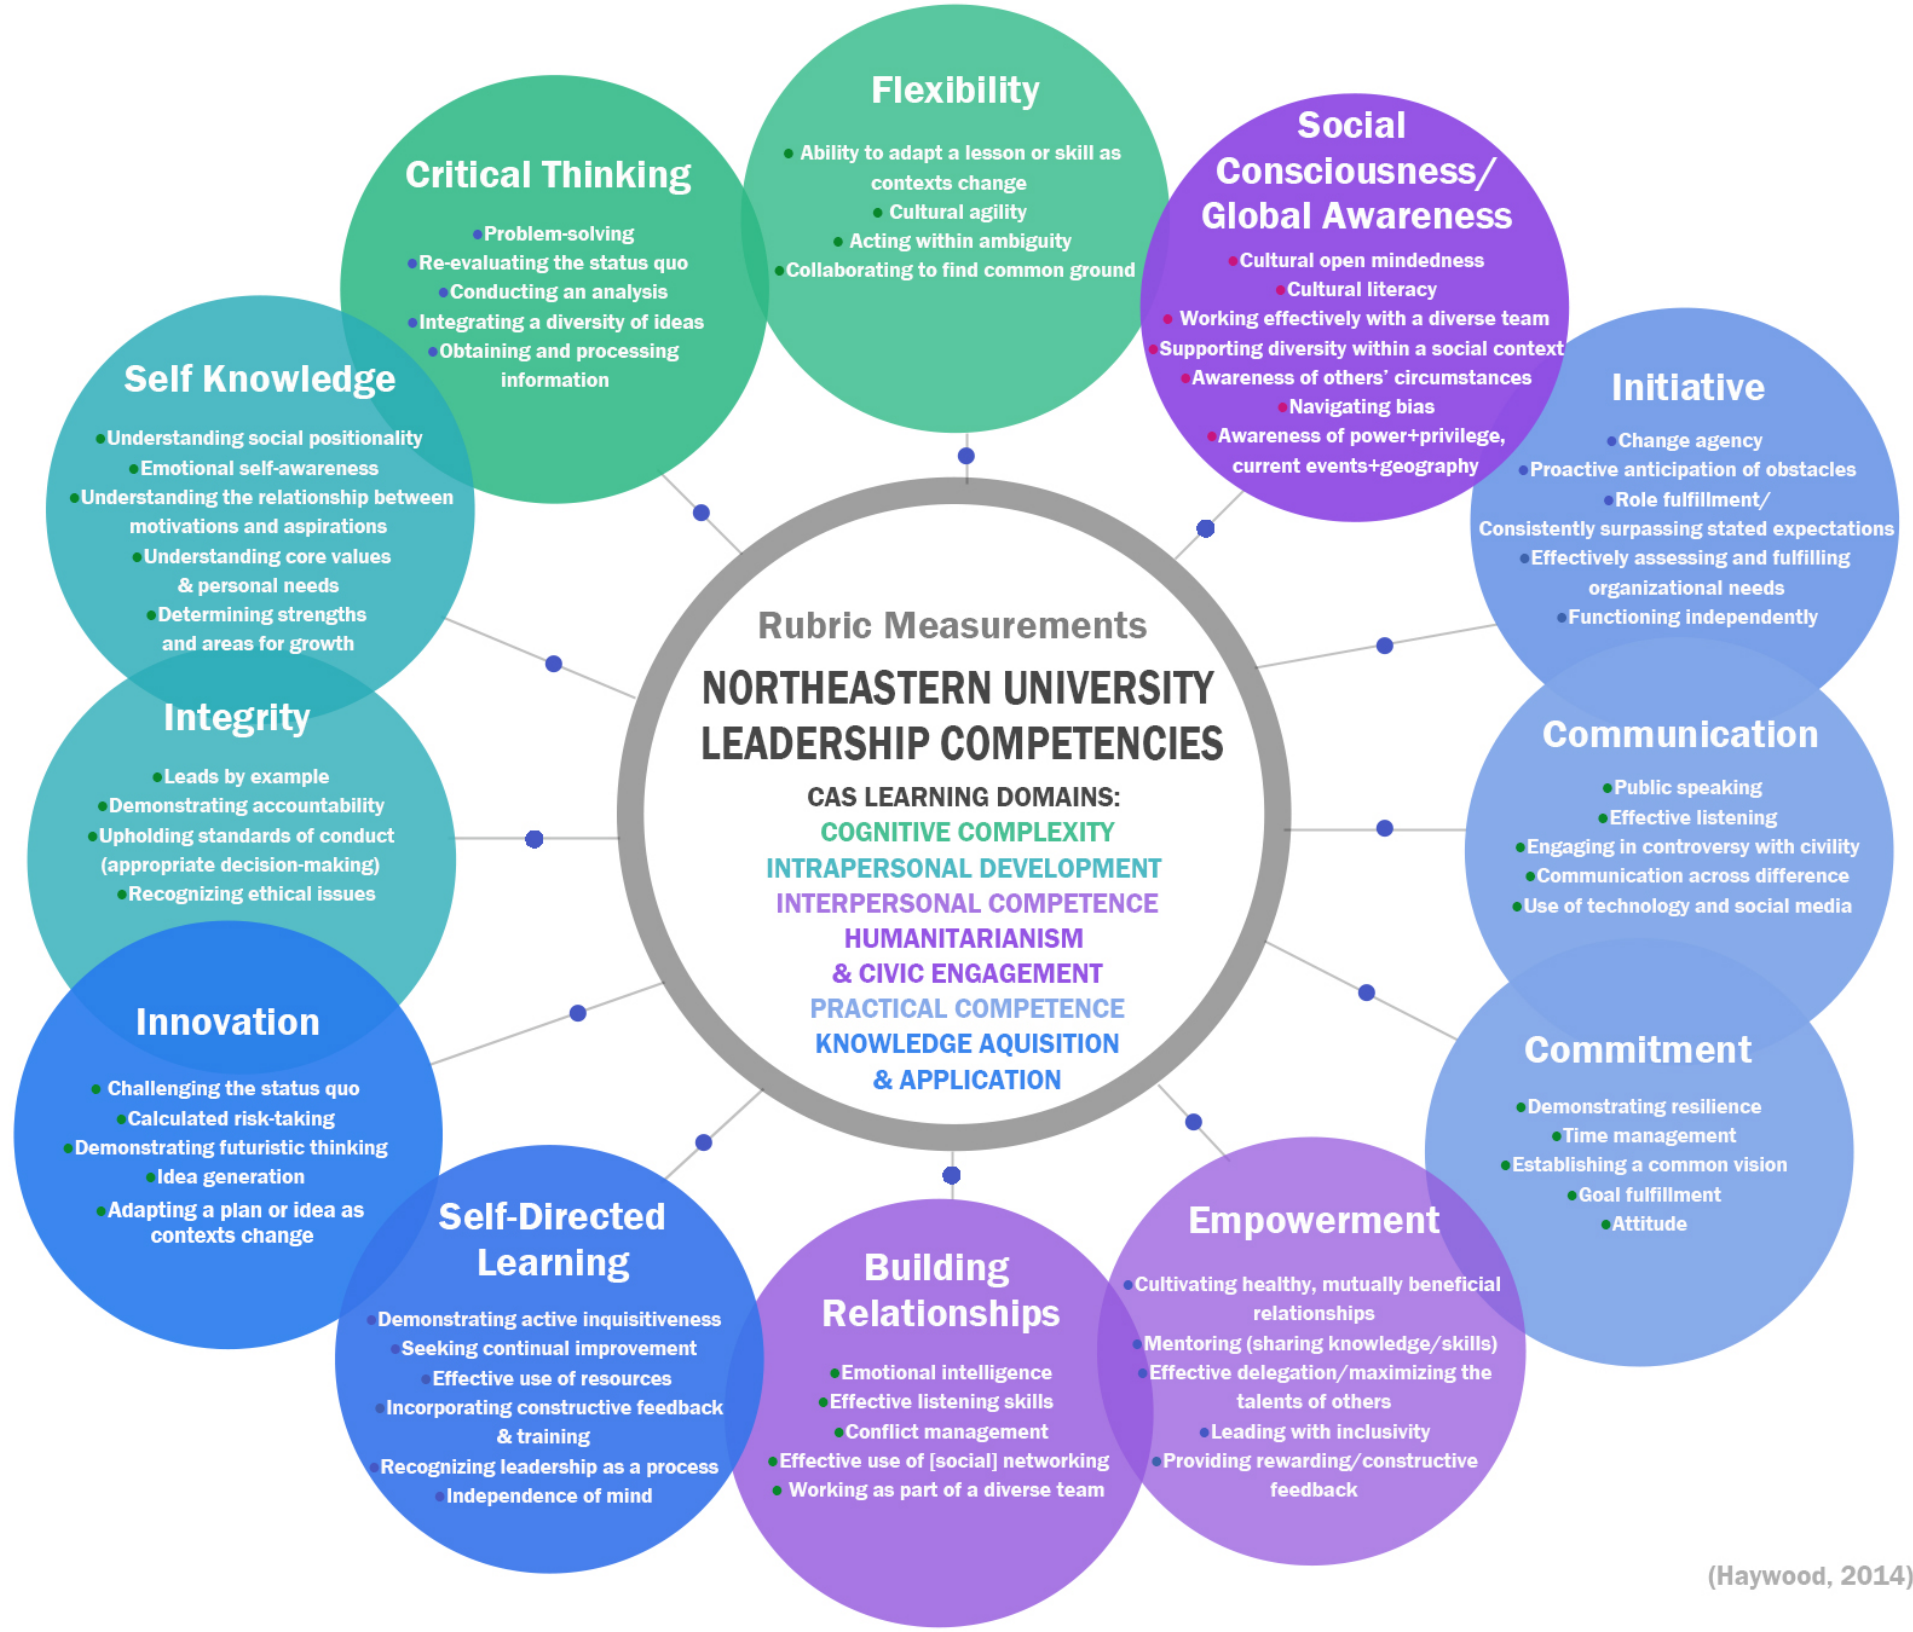 Flexibility
• Ability to adapt a lesson or skill as
contexts change
• Cultural agility
• Acting within ambiguity
•Collaborating to find common ground
Critical Thinking
•Problem-solving
•Re-evaluating the status quo
•Conducting an analysis
•Integrating a diversity of ideas
•Obtaining and processing
information
Social
Consciousness/
Global Awareness
•Cultural open mindedness
•Cultural literacy
• Working effectively with a diverse team
•Supporting diversity within a social context
•Awareness of others’ circumstances
•Navigating bias
•Awareness of power+privilege,
current events+geography
Self Knowledge
•Understanding social positionality
•Emotional self-awareness
•Understanding the relationship between
motivations and aspirations
•Understanding core values
& personal needs
•Determining strengths
and areas for growth
Initiative
•Change agency
•Proactive anticipation of obstacles
•Role fulfillment/
Consistently surpassing stated expectations
•Effectively assessing and fulfilling
organizational needs
•Functioning independently
Rubric Measurements
NORTHEASTERN UNIVERSITY
LEADERSHIP COMPETENCIES
CAS LEARNING DOMAINS:
COGNITIVE COMPLEXITY
INTRAPERSONAL DEVELOPMENT
INTERPERSONAL COMPETENCE
HUMANITARIANISM
& CIVIC ENGAGEMENT
PRACTICAL COMPETENCE
KNOWLEDGE AQUISITION
& APPLICATION
Integrity
•Leads by example
•Demonstrating accountability
•Upholding standards of conduct
(appropriate decision-making)
•Recognizing ethical issues
Communication
•Public speaking
•Effective listening
•Engaging in controversy with civility
•Communication across difference
•Use of technology and social media
Innovation
• Challenging the status quo
•Calculated risk-taking
•Demonstrating futuristic thinking
•Idea generation
•Adapting a plan or idea as
contexts change
Commitment
•Demonstrating resilience
•Time management
•Establishing a common vision
•Goal fulfillment
•Attitude
Self-Directed
Learning
•Demonstrating active inquisitiveness
•Seeking continual improvement
•Effective use of resources
•Incorporating constructive feedback
& training
•Recognizing leadership as a process
•Independence of mind
Building
Relationships
•Emotional intelligence
•Effective listening skills
•Conflict management
•Effective use of [social] networking
• Working as part of a diverse team
Empowerment
•Cultivating healthy, mutually beneficial
relationships
•Mentoring (sharing knowledge/skills)
•Effective delegation/maximizing the
talents of others
•Leading with inclusivity
•Providing rewarding/constructive
feedback
(Haywood, 2014)